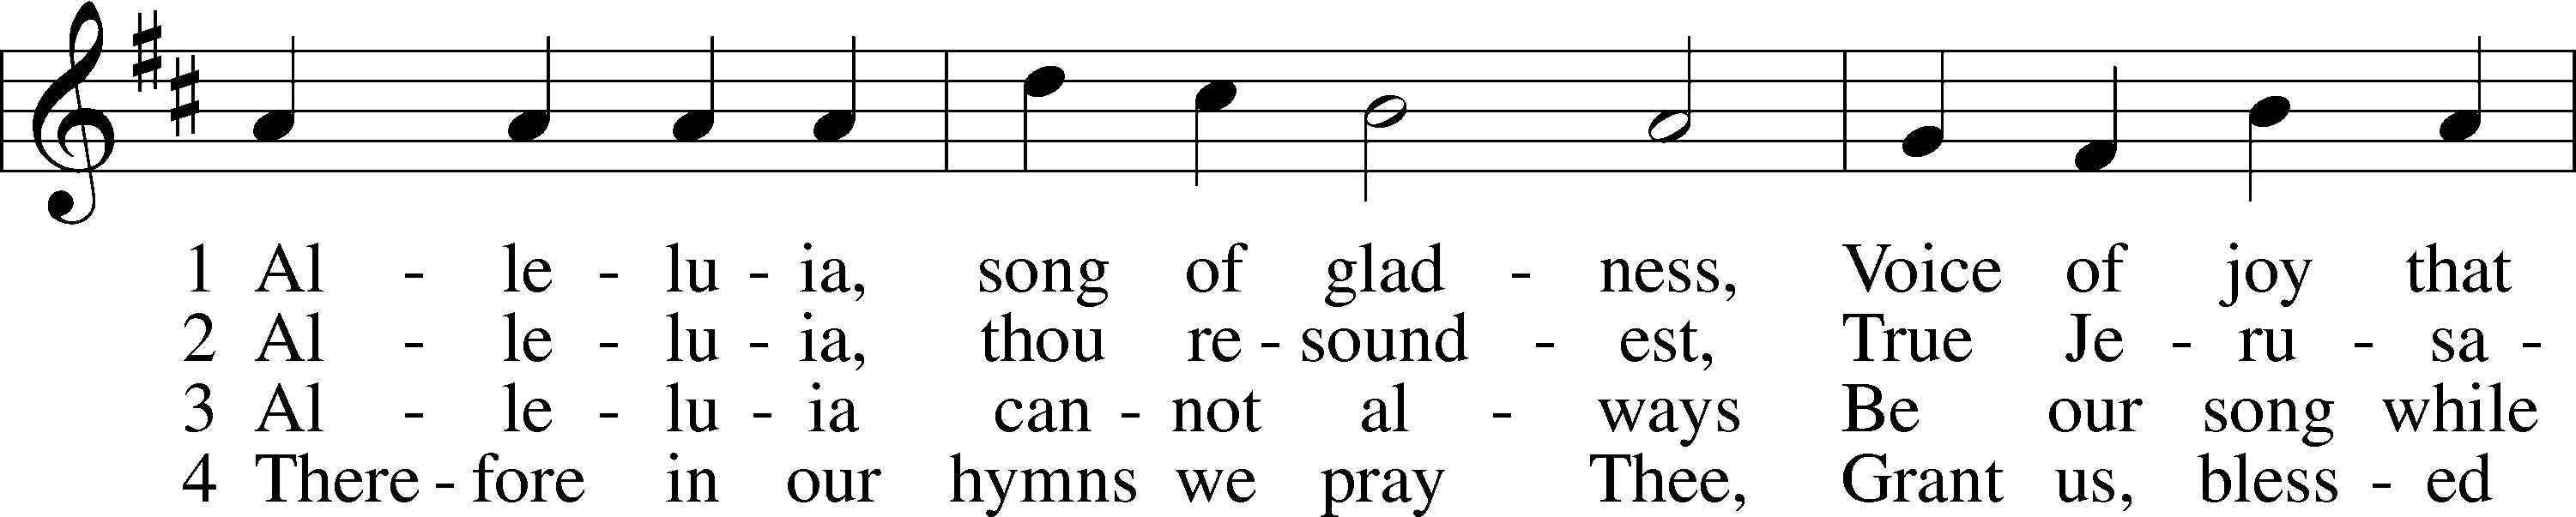 1 Al - le - lu - ia, song of glad - ness, Voice of joy that
2 Al - le - lu - ia, thou re - sound - est, True Je - ru - sa -
3 Al - le - lu - ia can - not al - ways Be our song while
4 There - fore in our hymns we pray Thee, Grant us, bless - ed